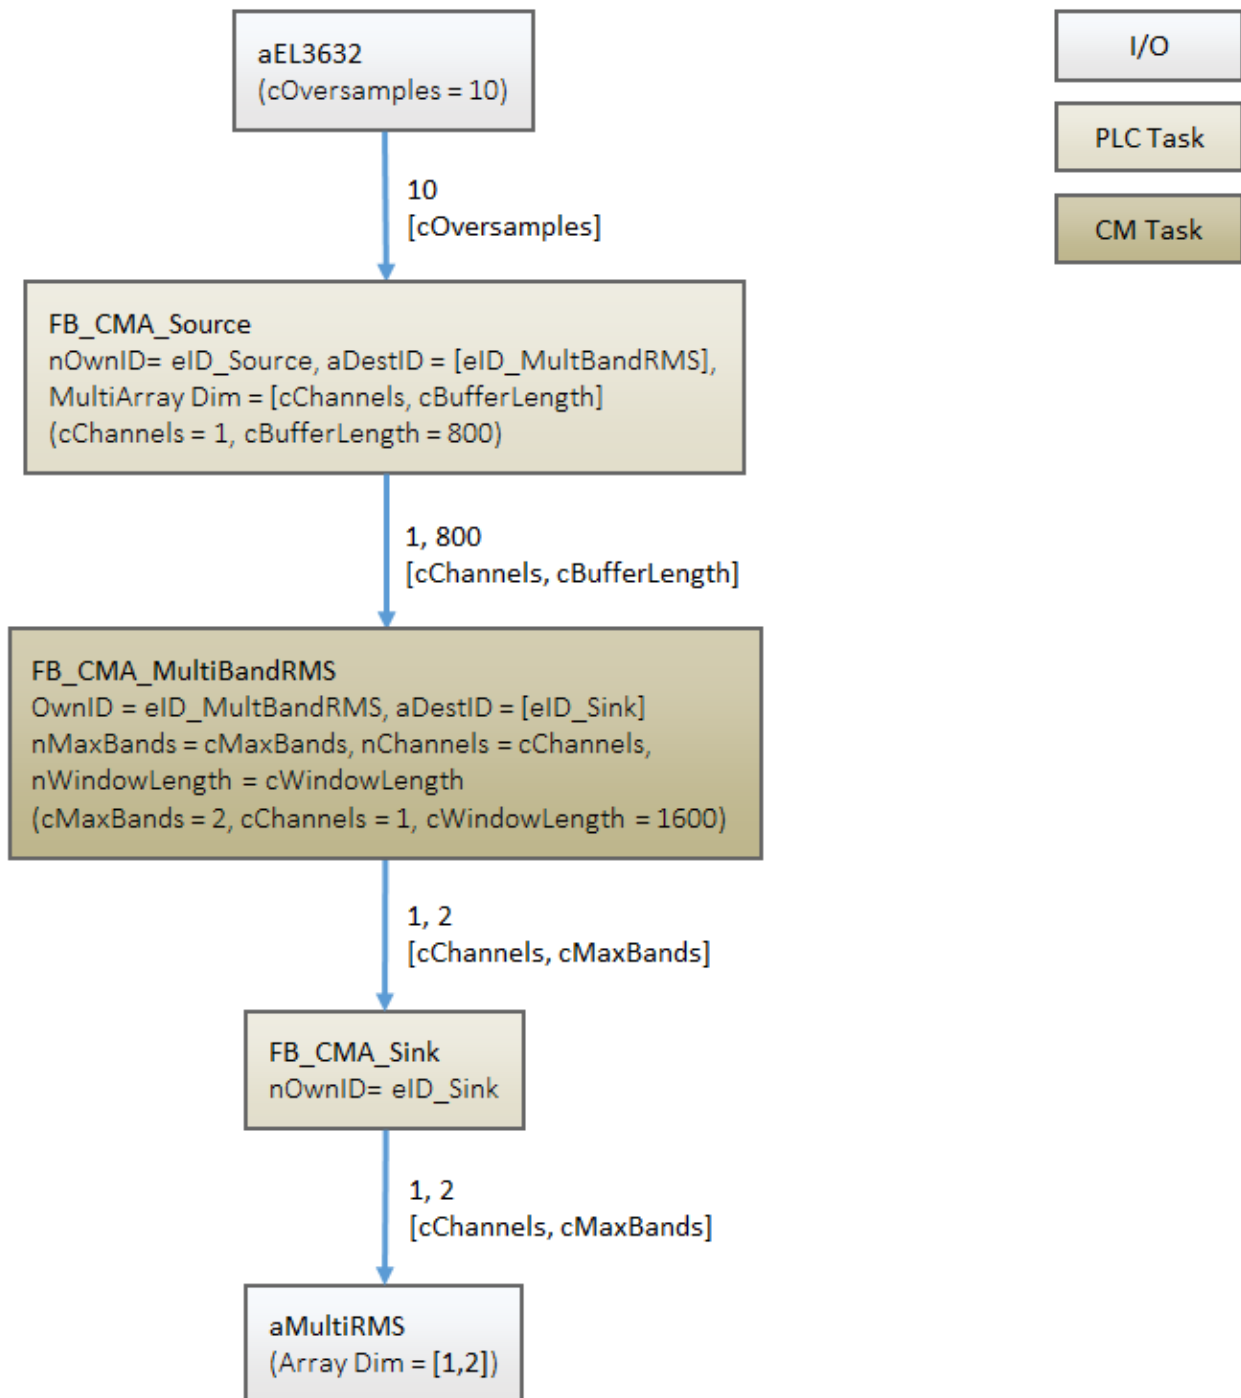 aEL3632
(cOversamples = 10)
I/O
PLC Task
CM Task
10
[cOversamples]
FB_CMA_Source
nOwnID= eID_Source, aDestID = [eID_MultBandRMS],
MultiArray Dim = [cChannels, cBufferLength]
(cChannels = 1, cBufferLength = 800)
1, 800
[cChannels, cBufferLength]
FB_CMA_MultiBandRMS
OwnID = eID_MultBandRMS, aDestID = [eID_Sink]
nMaxBands = cMaxBands, nChannels = cChannels,
nWindowLength = cWindowLength
(cMaxBands = 2, cChannels = 1, cWindowLength = 1600)
1, 2
[cChannels, cMaxBands]
FB_CMA_Sink
nOwnID= eID_Sink
1, 2
[cChannels, cMaxBands]
aMultiRMS
(Array Dim = [1,2])